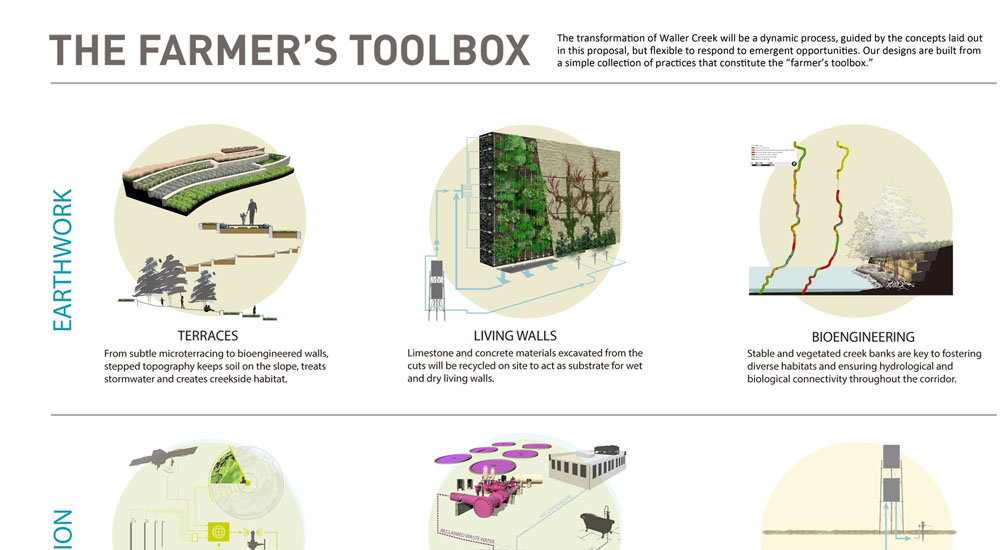 THE FARMER’S TOOLBOX
The transformation of Waller Creek will be a dynamic process, guided by the concepts laid out
in this proposal, but flexible to respond to emergent opportunities. Our designs are built from
a simple collection of practices that constitute the “farmer’s toolbox.”
EARTHWORK
TERRACES
From subtle microterracing to bioengineered walls,
stepped topography keeps soil on the slope, treats
stormwater and creates creekside habitat.
LIVING WALLS
Limestone and concrete materials excavated from the
cuts will be recycled on site to act as substrate for wet
and dry living walls.
BIOENGINEERING
Stable and vegetated creek banks are key to fostering
diverse habitats and ensuring hydrological and
biological connectivity throughout the corridor.
ION
RECLAIMED WASTE WATER
A/C CONDENSATE